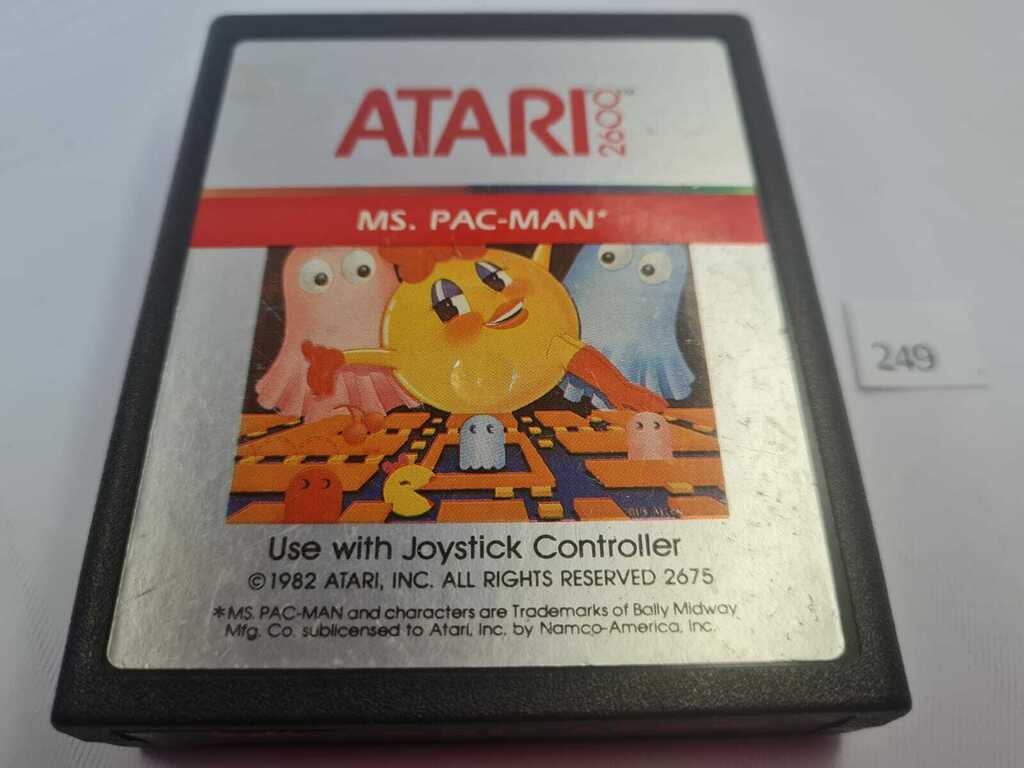 ATARI 2600™
MS. PAC-MAN*
249
Use with Joystick Controller
©1982 ATARI, INC. ALL RIGHTS RESERVED 2675
*MS. PAC-MAN and characters are Trademarks of Bally Midway
Mfg. Co. sublicensed to Atari, Inc. by Namco-America, Inc.